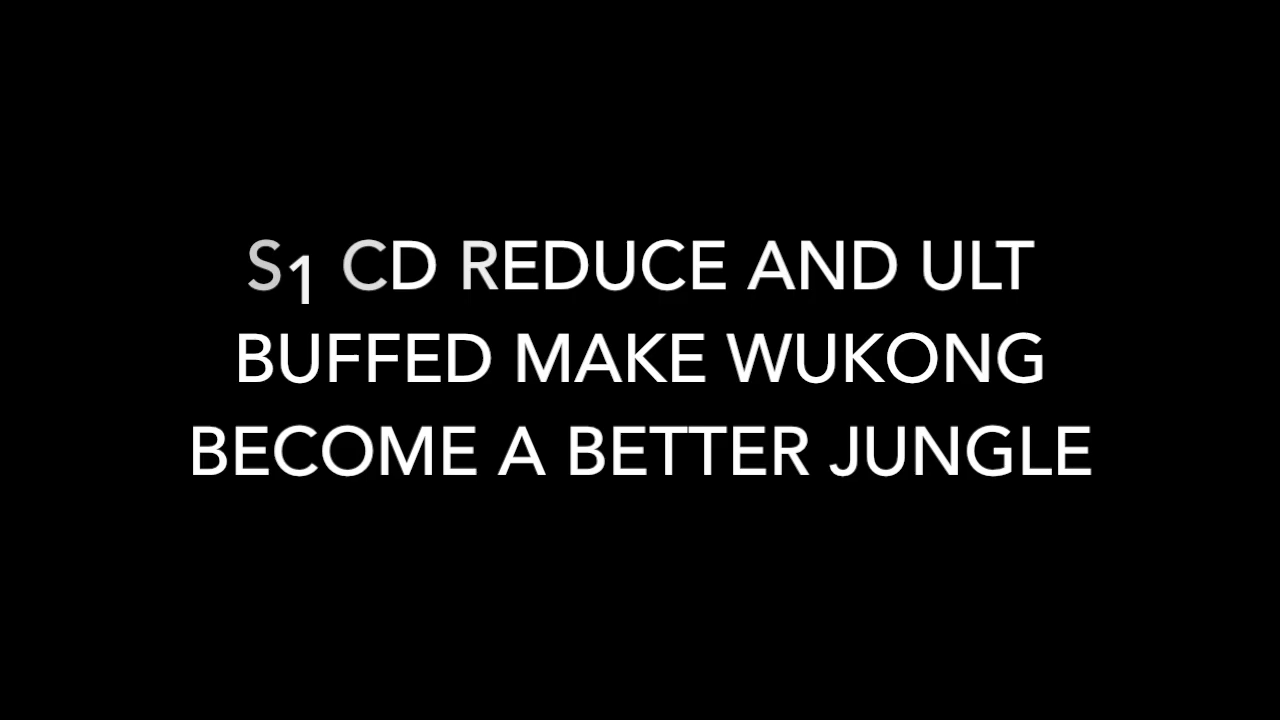 S1 CD REDUCE AND ULT
BUFFED MAKE WUKONG
BECOME A BETTER JUNGLE